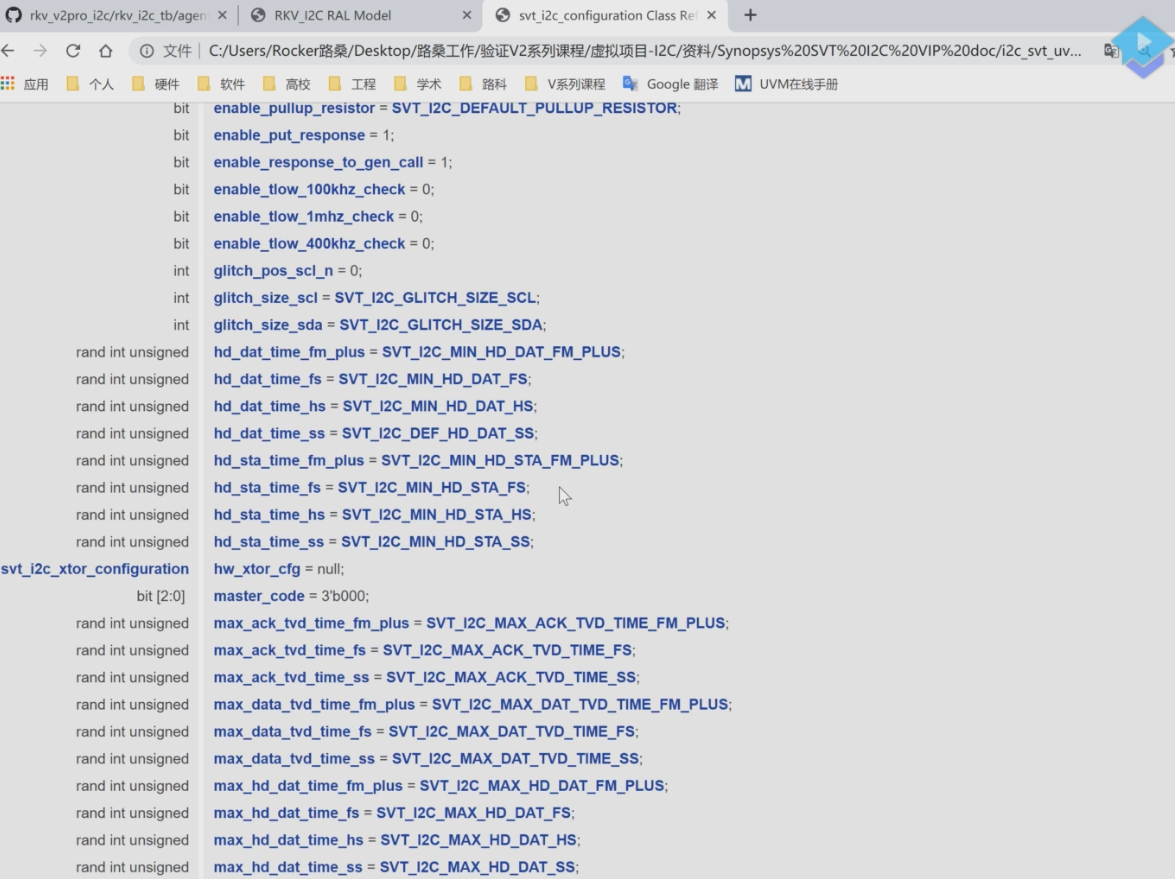 rkv_v2pro_i2c/rkv_i2c_tb/agen
RKV_I2C RAL Model
svt_i2c_configuration Class Re
文件 | C:/Users/Rocker路桑/Desktop/路桑工作/验证V2系列课程/虚拟项目-I2C/资料/Synopsys%20SVT%20I2C%20VIP%20doc/i2c_svt_uv...
应用 个人 硬件 软件 高校 工程 学术 路科 V系列课程 Google 翻译 UVM在线手册
bit enable_pullup_resistor = SVT_I2C_DEFAULT_PULLUP_RESISTOR;
bit enable_put_response = 1;
bit enable_response_to_gen_call = 1;
bit enable_tlow_100khz_check = 0;
bit enable_tlow_1mhz_check = 0;
bit enable_tlow_400khz_check = 0;
int glitch_pos_scl_n = 0;
int glitch_size_scl = SVT_I2C_GLITCH_SIZE_SCL;
int glitch_size_sda = SVT_I2C_GLITCH_SIZE_SDA;
rand int unsigned hd_dat_time_fm_plus = SVT_I2C_MIN_HD_DAT_FM_PLUS;
rand int unsigned hd_dat_time_fs = SVT_I2C_MIN_HD_DAT_FS;
rand int unsigned hd_dat_time_hs = SVT_I2C_MIN_HD_DAT_HS;
rand int unsigned hd_dat_time_ss = SVT_I2C_DEF_HD_DAT_SS;
rand int unsigned hd_sta_time_fm_plus = SVT_I2C_MIN_HD_STA_FM_PLUS;
rand int unsigned hd_sta_time_fs = SVT_I2C_MIN_HD_STA_FS;
rand int unsigned hd_sta_time_hs = SVT_I2C_MIN_HD_STA_HS;
rand int unsigned hd_sta_time_ss = SVT_I2C_MIN_HD_STA_SS;
svt_i2c_xtor_configuration hw_xtor_cfg = null;
bit [2:0] master_code = 3'b000;
rand int unsigned max_ack_tvd_time_fm_plus = SVT_I2C_MAX_ACK_TVD_TIME_FM_PLUS;
rand int unsigned max_ack_tvd_time_fs = SVT_I2C_MAX_ACK_TVD_TIME_FS;
rand int unsigned max_ack_tvd_time_ss = SVT_I2C_MAX_ACK_TVD_TIME_SS;
rand int unsigned max_data_tvd_time_fm_plus = SVT_I2C_MAX_DAT_TVD_TIME_FM_PLUS;
rand int unsigned max_data_tvd_time_fs = SVT_I2C_MAX_DAT_TVD_TIME_FS;
rand int unsigned max_data_tvd_time_ss = SVT_I2C_MAX_DAT_TVD_TIME_SS;
rand int unsigned max_hd_dat_time_fm_plus = SVT_I2C_MAX_HD_DAT_FM_PLUS;
rand int unsigned max_hd_dat_time_fs = SVT_I2C_MAX_HD_DAT_FS;
rand int unsigned max_hd_dat_time_hs = SVT_I2C_MAX_HD_DAT_HS;
rand int unsigned max_hd_dat_time_ss = SVT_I2C_MAX_HD_DAT_SS;